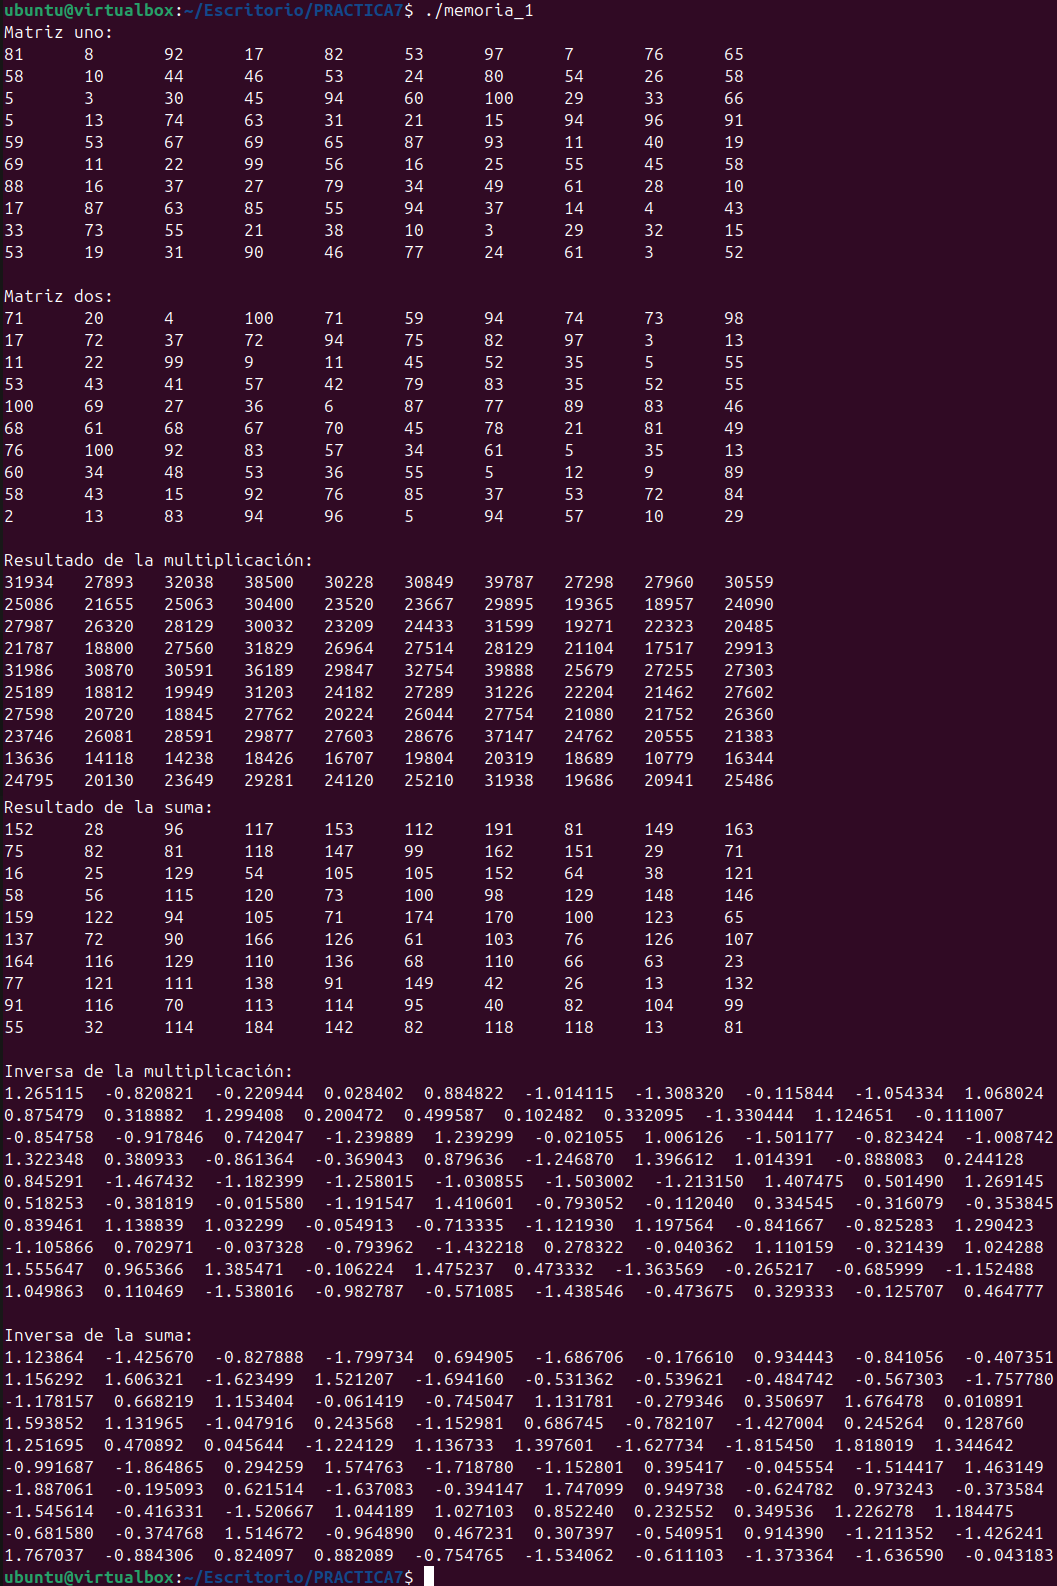 ubuntu@virtualbox:~/Escritorio/PRACTICA7$ ./memoria_1
Matriz uno:
81 8 92 17 82 53 97 7 76 65
58 10 44 46 53 24 80 54 26 58
5 3 30 45 94 60 100 29 33 66
5 13 74 63 31 21 15 94 96 91
59 53 67 69 65 87 93 11 40 19
69 11 22 99 56 16 25 55 45 58
88 16 37 27 79 34 49 61 28 10
17 87 63 85 55 94 37 14 4 43
33 73 55 21 38 10 3 29 32 15
53 19 31 90 46 77 24 61 3 52
Matriz dos:
71 20 4 100 71 59 94 74 73 98
17 72 37 72 94 75 82 97 3 13
11 22 99 9 11 45 52 35 5 55
53 43 41 57 42 79 83 35 52 55
100 69 27 36 6 87 77 89 83 46
68 61 68 67 70 45 78 21 81 49
76 100 92 83 57 34 61 5 35 13
60 34 48 53 36 55 5 12 9 89
58 43 15 92 76 85 37 53 72 84
2 13 83 94 96 5 94 57 10 29
Resultado de la multiplicación:
31934 27893 32038 38500 30228 30849 39787 27298 27960 30559
25086 21655 25063 30400 23520 23667 29895 19365 18957 24090
27987 26320 28129 30032 23209 24433 31599 19271 22323 20485
21787 18800 27560 31829 26964 27514 28129 21104 17517 29913
31986 30870 30591 36189 29847 32754 39888 25679 27255 27303
25189 18812 19949 31203 24182 27289 31226 22204 21462 27602
27598 20720 18845 27762 20224 26044 27754 21080 21752 26360
23746 26081 28591 29877 27603 28676 37147 24762 20555 21383
13636 14118 14238 18426 16707 19804 20319 18689 10779 16344
24795 20130 23649 29281 24120 25210 31938 19686 20941 25486
Resultado de la suma:
152 28 96 117 153 112 191 81 149 163
75 82 81 118 147 99 162 151 29 71
16 25 129 54 105 105 152 64 38 121
58 56 115 120 73 100 98 129 148 146
159 122 94 105 71 174 170 100 123 65
137 72 90 166 126 61 103 76 126 107
164 116 129 110 136 68 110 66 63 23
77 121 111 138 91 149 42 26 13 132
91 116 70 113 114 95 40 82 104 99
55 32 114 184 142 82 118 118 13 81
Inversa de la multiplicación:
1.265115 -0.820821 -0.220944 0.028402 0.884822 -1.014115 -1.308320 -0.115844 -1.054334 1.068024
0.875479 0.318882 1.299408 0.200472 0.499587 0.102482 0.332095 -1.330444 1.124651 -0.111007
-0.854758 -0.917846 0.742047 -1.239889 1.239299 -0.021055 1.006126 -1.501177 -0.823424 -1.008742
1.322348 0.380933 -0.861364 -0.369043 0.879636 -1.246870 1.396612 1.014391 -0.888083 0.244128
0.845291 -1.467432 -1.182399 -1.258015 -1.030855 -1.503002 -1.213150 1.407475 0.501490 1.269145
0.518253 -0.381819 -0.015580 -1.191547 1.410601 -0.793052 -0.112040 0.334545 -0.316079 -0.353845
0.839461 1.138839 1.032299 -0.054913 -0.713335 -1.121930 1.197564 -0.841667 -0.825283 1.290423
-1.105866 0.702971 -0.037328 -0.793962 -1.432218 0.278322 -0.040362 1.110159 -0.321439 1.024288
1.555647 0.965366 1.385471 -0.106224 1.475237 0.473332 -1.363569 -0.265217 -0.685999 -1.152488
1.049863 0.110469 -1.538016 -0.982787 -0.571085 -1.438546 -0.473675 0.329333 -0.125707 0.464777
Inversa de la suma:
1.123864 -1.425670 -0.827888 -1.799734 0.694905 -1.686706 -0.176610 0.934443 -0.841056 -0.407351
1.156292 1.606321 -1.623499 1.521207 -1.694160 -0.531362 -0.539621 -0.484742 -0.567303 -1.757780
-1.178157 0.668219 1.153404 -0.061419 -0.745047 1.131781 -0.279346 0.350697 1.676478 0.010891
1.593852 1.131965 -1.047916 0.243568 -1.152981 0.686745 -0.782107 -1.427004 0.245264 0.128760
1.251695 0.470892 0.045644 -1.224129 1.136733 1.397601 -1.627734 -1.815450 1.818019 1.344642
-0.991687 -1.864865 0.294259 1.574763 -1.718780 -1.152801 0.395417 -0.045554 -1.514417 1.463149
-1.887061 -0.195093 0.621514 -1.637083 -0.394147 1.747099 0.949738 -0.624782 0.973243 -0.373584
-1.545614 -0.416331 -1.520667 1.044189 1.027103 0.852240 0.232552 0.349536 1.226278 1.184475
-0.681580 -0.374768 1.514672 -0.964890 0.467231 0.307397 -0.540951 0.914390 -1.211352 -1.426241
1.767037 -0.884306 0.824097 0.882089 -0.754765 -1.534062 -0.611103 -1.373364 -1.636590 -0.043183
ubuntu@virtualbox:~/Escritorio/PRACTICA7$